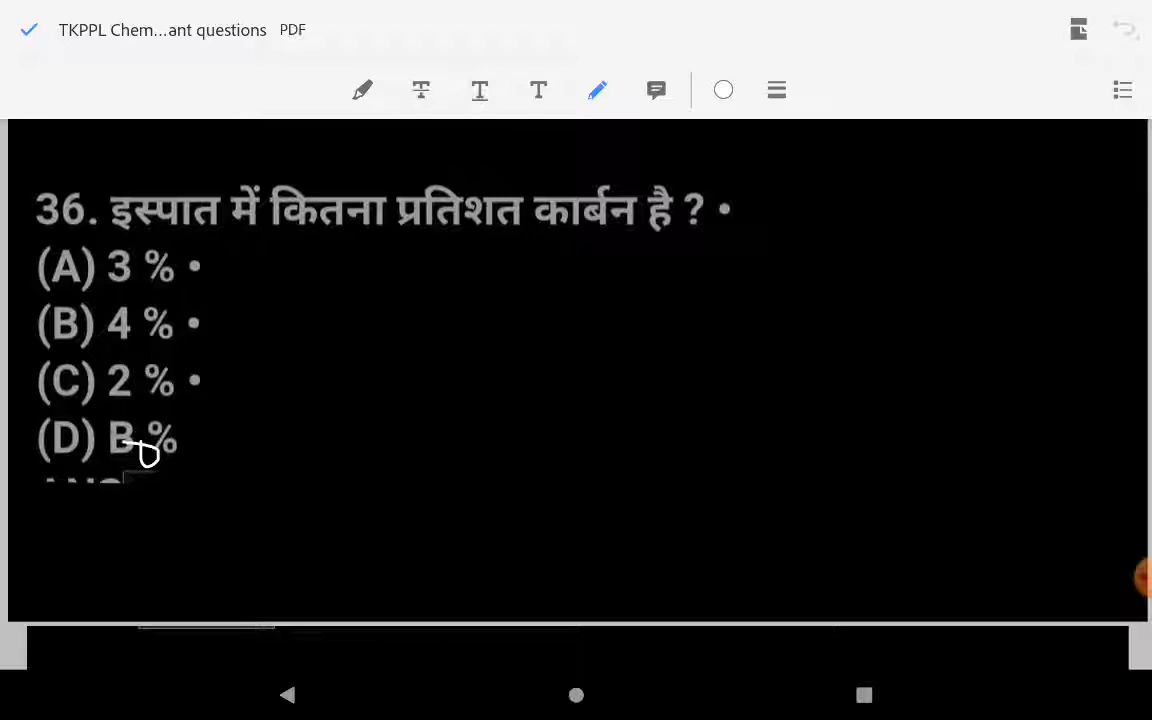 TKPPL Chem...ant questions PDF
36. इस्पात में कितना प्रतिशत कार्बन है ? •
(A) 3 % •
(B) 4 % •
(C) 2 % •
(D) B %